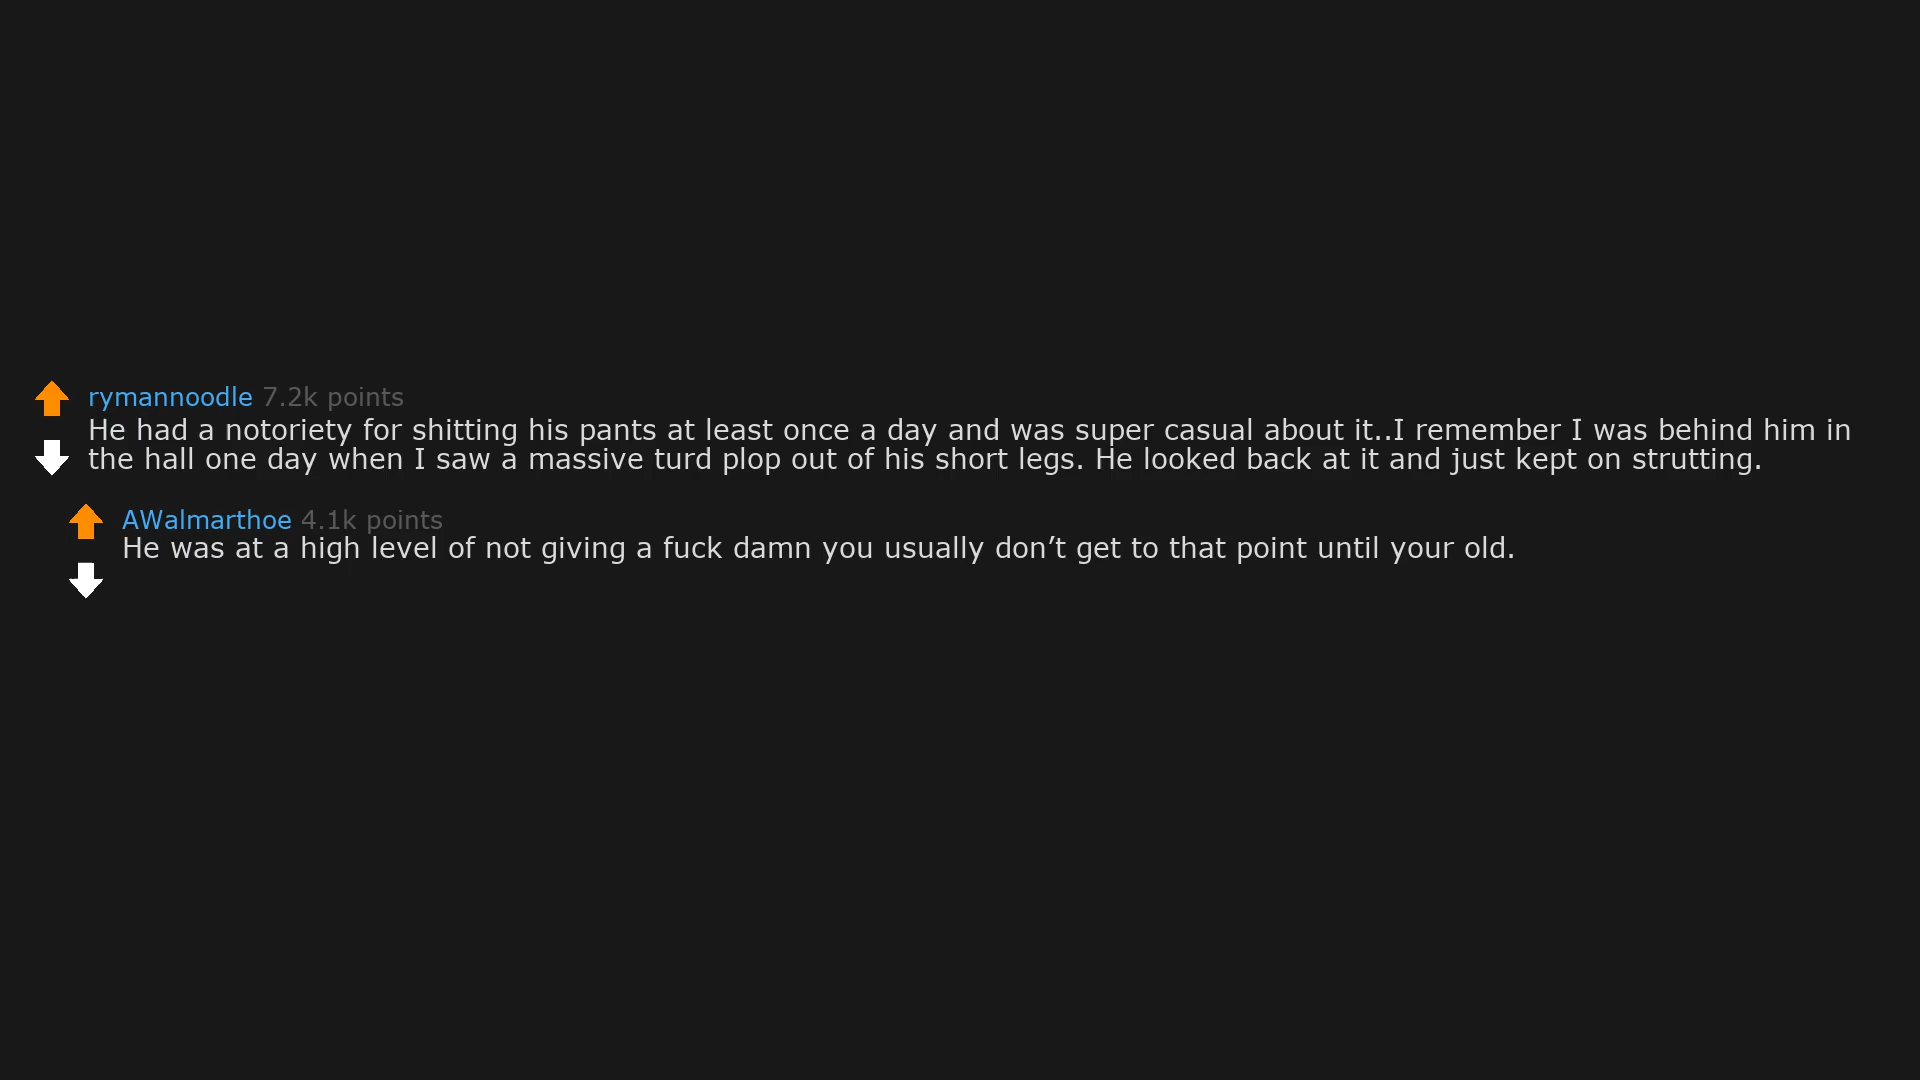 rymannoodle 7.2k points
He had a notoriety for shitting his pants at least once a day and was super casual about it..I remember I was behind him in
the hall one day when I saw a massive turd plop out of his short legs. He looked back at it and just kept on strutting.
AWalmarthoe 4.1k points
He was at a high level of not giving a fuck damn you usually don’t get to that point until your old.